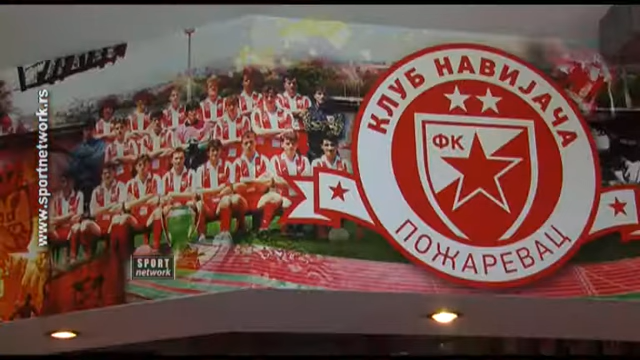 www.sportnetwork.rs
SPORT
network
КЛУБ НАВИЈАЧА
ФК
ПОЖАРЕВАЦ